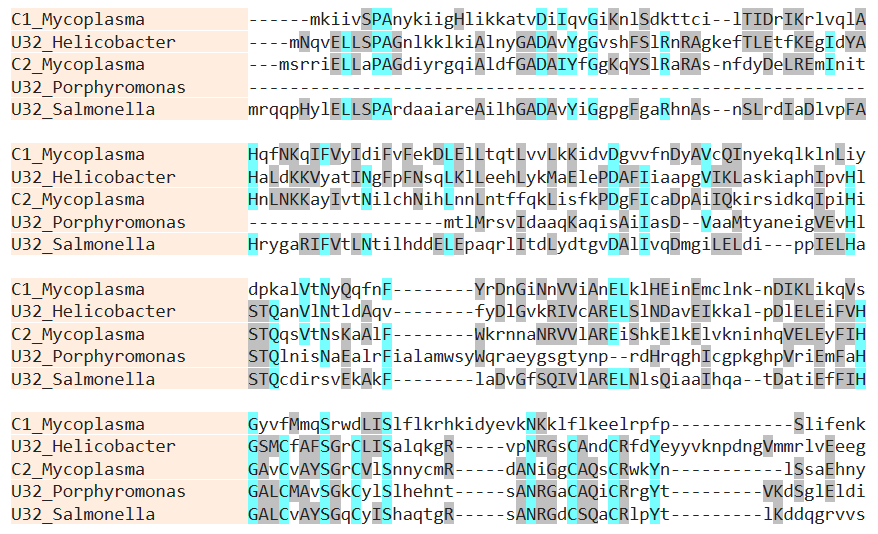 C1_Mycoplasma ------mkiivSPAnykiigHlikkatvDiIqvGiKnlSdkttci--lTIDrIKrlvqlA
U32_Helicobacter ----mNqvELLSPAGnlkklkiAlnyGADAvYgGvshFSlRnRAgkefTLEtfKEgIdYA
C2_Mycoplasma ---msrriELLaPAGdiyrgqiAldfGADAIYfGgKqYSlRaRAs-nfdyDeLREmInit
U32_Porphyromonas ------------------------------------------------------------
U32_Salmonella mrqqpHylELLSPArdaaiareAilhGADAvYiGgpgFgaRhnAs--nSLrdIaDlvpFA
C1_Mycoplasma HqfNKqIFVyIdiFvFekDLElLtqtLvvLkKidvDgvvfnDyAVcQInyekqlklnLiy
U32_Helicobacter HaLdKKVyatINgFpFNsqLKlLeehLykMaElePDAFIiaapgVIKLaskiaphIpvHl
C2_Mycoplasma HnLNKKayIvtNilchNihLnnLntffqkLisfkPDgFIcaDpAiIQkirsidkqIpiHi
U32_Porphyromonas ----------------mtlMrsvIdaaqKaqisAiIasD--VaaMtyaneigVEvHl
U32_Salmonella HrygaRIFVtLNtilhddELEpaqrlItdLydtgvDAlIvqDmgiLELdi---ppIELHa
C1_Mycoplasma dpkalVtNyQqfnF--------YrDnGiNnVViAnELklHEinEmclnk-nDIKLikqVs
U32_Helicobacter STQanVlNtldAqv--------fyDlGvkRIVcARELSlNDavEIkkal-pDlELEiFVH
C2_Mycoplasma STQqsVtNsKaAlF--------WkrnnaNRVVlAREiShkElkElvkninhqVELEyFIH
U32_Porphyromonas STQlnisNaEalrFialamwsyWqraeygsgtynp--rdHrqghIcgpkghpVriEmFaH
U32_Salmonella STQcdirsvEkAkF--------laDvGfSQIVlARELNlsQiaaIhqa--tDatiEfFIH
C1_Mycoplasma GyvfMmqSrwdLISlflkrhkidyevkNKklflkeelrpfp------------Slifenk
U32_Helicobacter GSMCfAFSGrCLISalqkgR-----vpNRGsCAndCRfdYeyyvknpdngVmmrlvEeeg
C2_Mycoplasma GAvCvAYSGrCVlSnnycmR-----dANiGgCAQsCRwkYn---------lSsaEhny
U32_Porphyromonas GALCMAvSGkCylSlhehnt-----sANRGaCAQiCRrgYt---------VKdSglEldi
U32_Salmonella GALCvAYSGqCyIShaqtgR-----sANRGdCSQaCRlpYt---------lKddqgrvvs